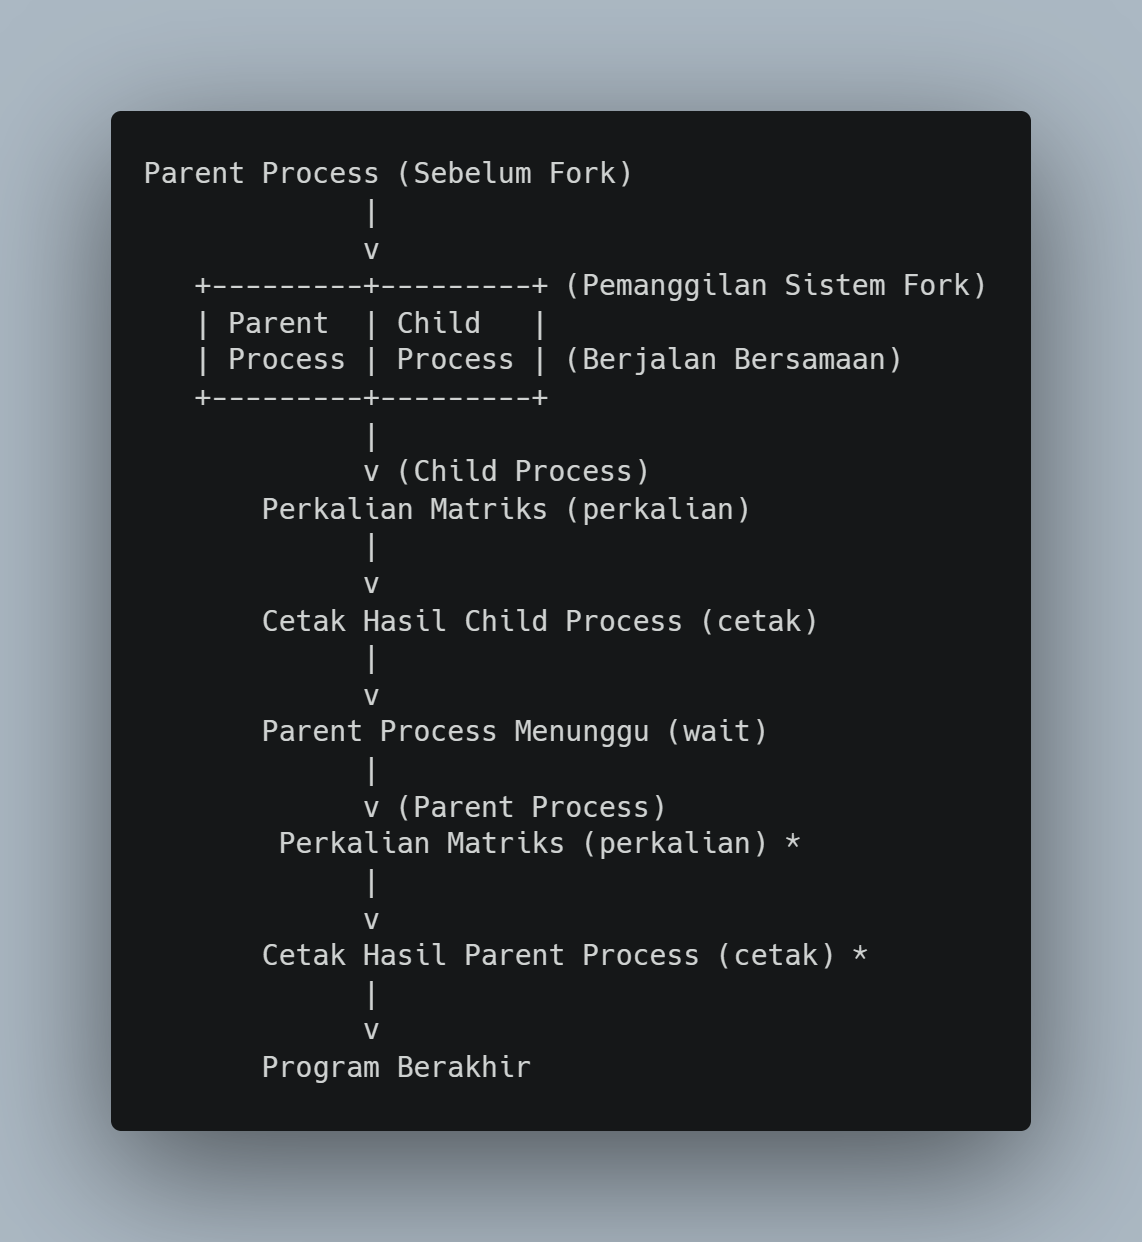 Parent Process (Sebelum Fork)
             |
             v
   +---------+---------+ (Pemanggilan Sistem Fork)
   | Parent  | Child   |
   | Process | Process | (Berjalan Bersamaan)
   +---------+---------+
             |
             v (Child Process)
       Perkalian Matriks (perkalian)
             |
             v
       Cetak Hasil Child Process (cetak)
             |
             v
       Parent Process Menunggu (wait)
             |
             v (Parent Process)
        Perkalian Matriks (perkalian) *
             |
             v
       Cetak Hasil Parent Process (cetak) *
             |
             v
       Program Berakhir